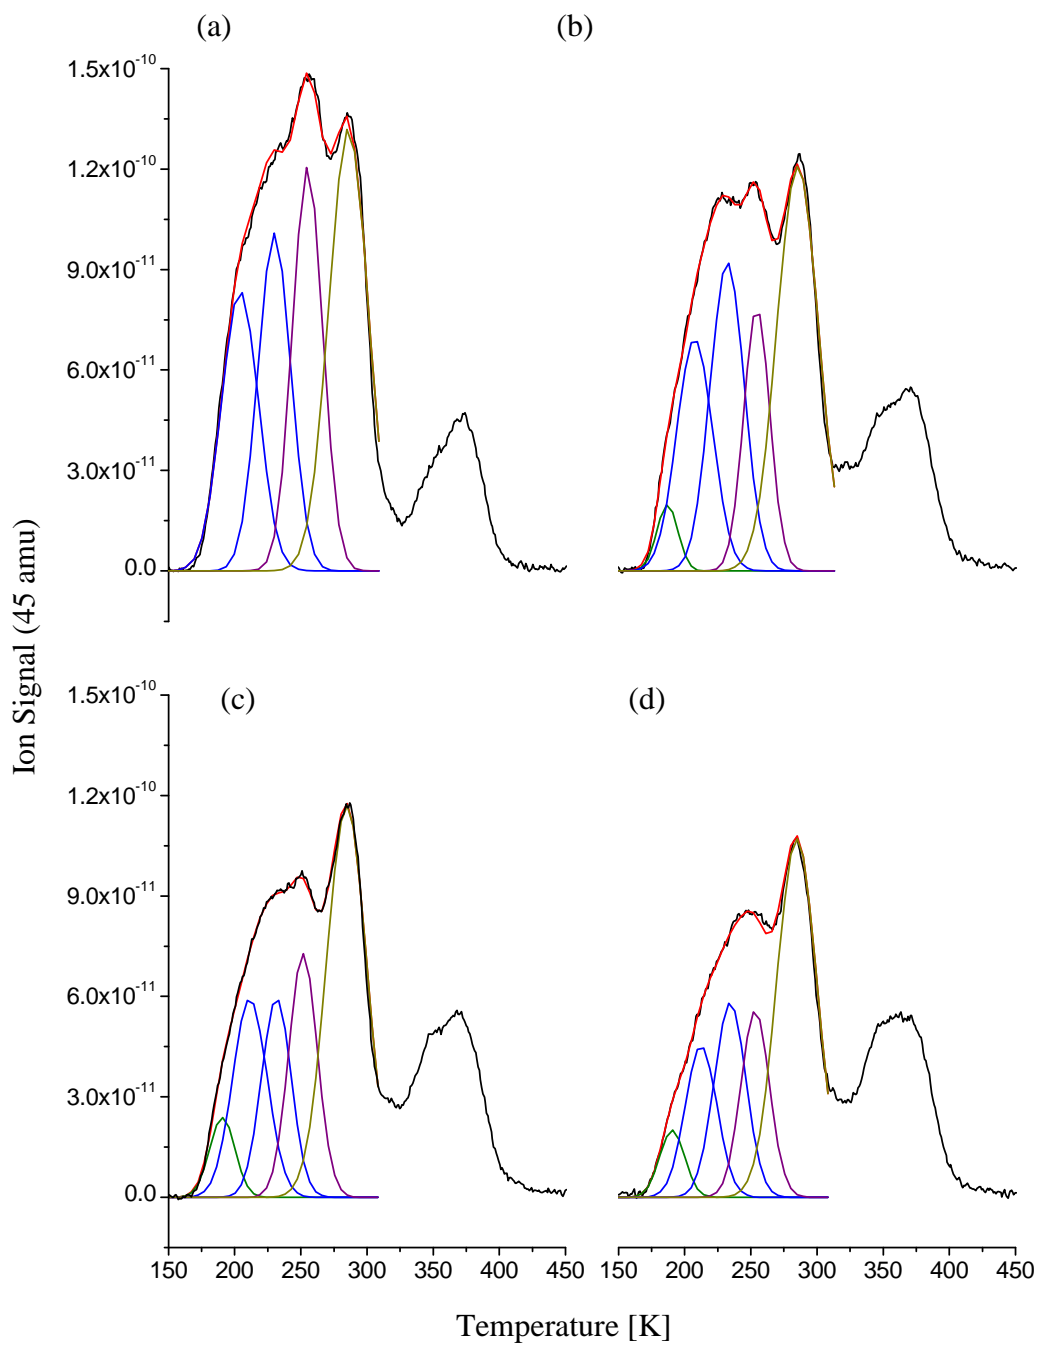 (a) (b)
1.5x10⁻¹⁰
1.2x10⁻¹⁰
9.0x10⁻¹¹
6.0x10⁻¹¹
3.0x10⁻¹¹
0.0
Ion Signal (45 amu)
(c) (d)
1.5x10⁻¹⁰
1.2x10⁻¹⁰
9.0x10⁻¹¹
6.0x10⁻¹¹
3.0x10⁻¹¹
0.0
150 200 250 300 350 400 450 150 200 250 300 350 400 450
Temperature [K]